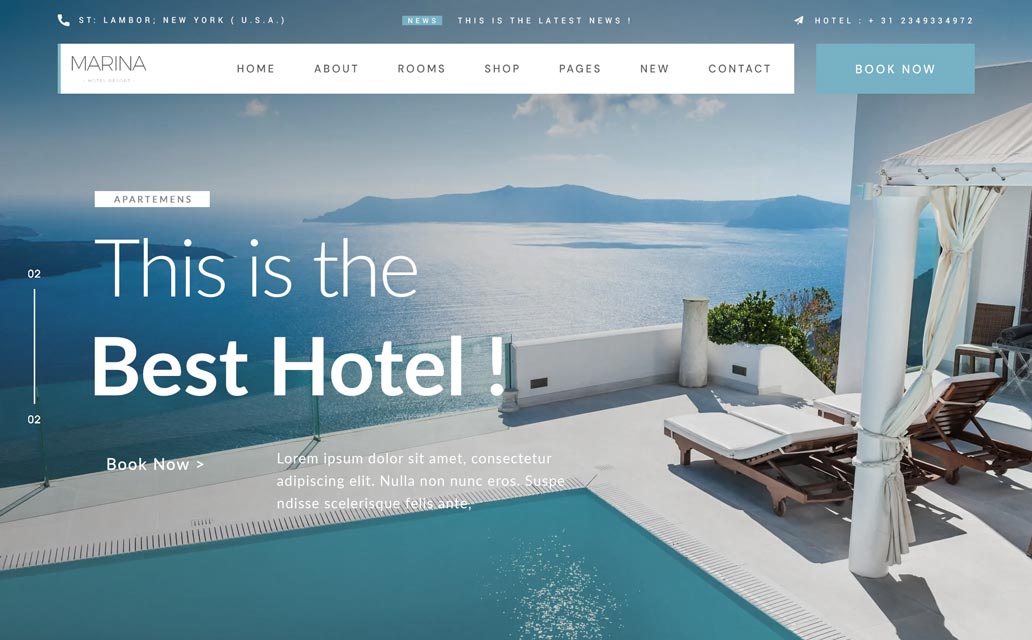 ST: LAMBOR; NEW YORK ( U.S.A.)
NEWS THIS IS THE LATEST NEWS !
HOTEL : + 31 2349334972
MARINA
- HOTEL RESORT -
HOME ABOUT ROOMS SHOP PAGES NEW CONTACT
BOOK NOW
APARTEMENS
This is the
02
Best Hotel !
02
Book Now >
Lorem ipsum dolor sit amet, consectetur
adipiscing elit. Nulla non nunc eros. Suspe
ndisse scelerisque felis ante,